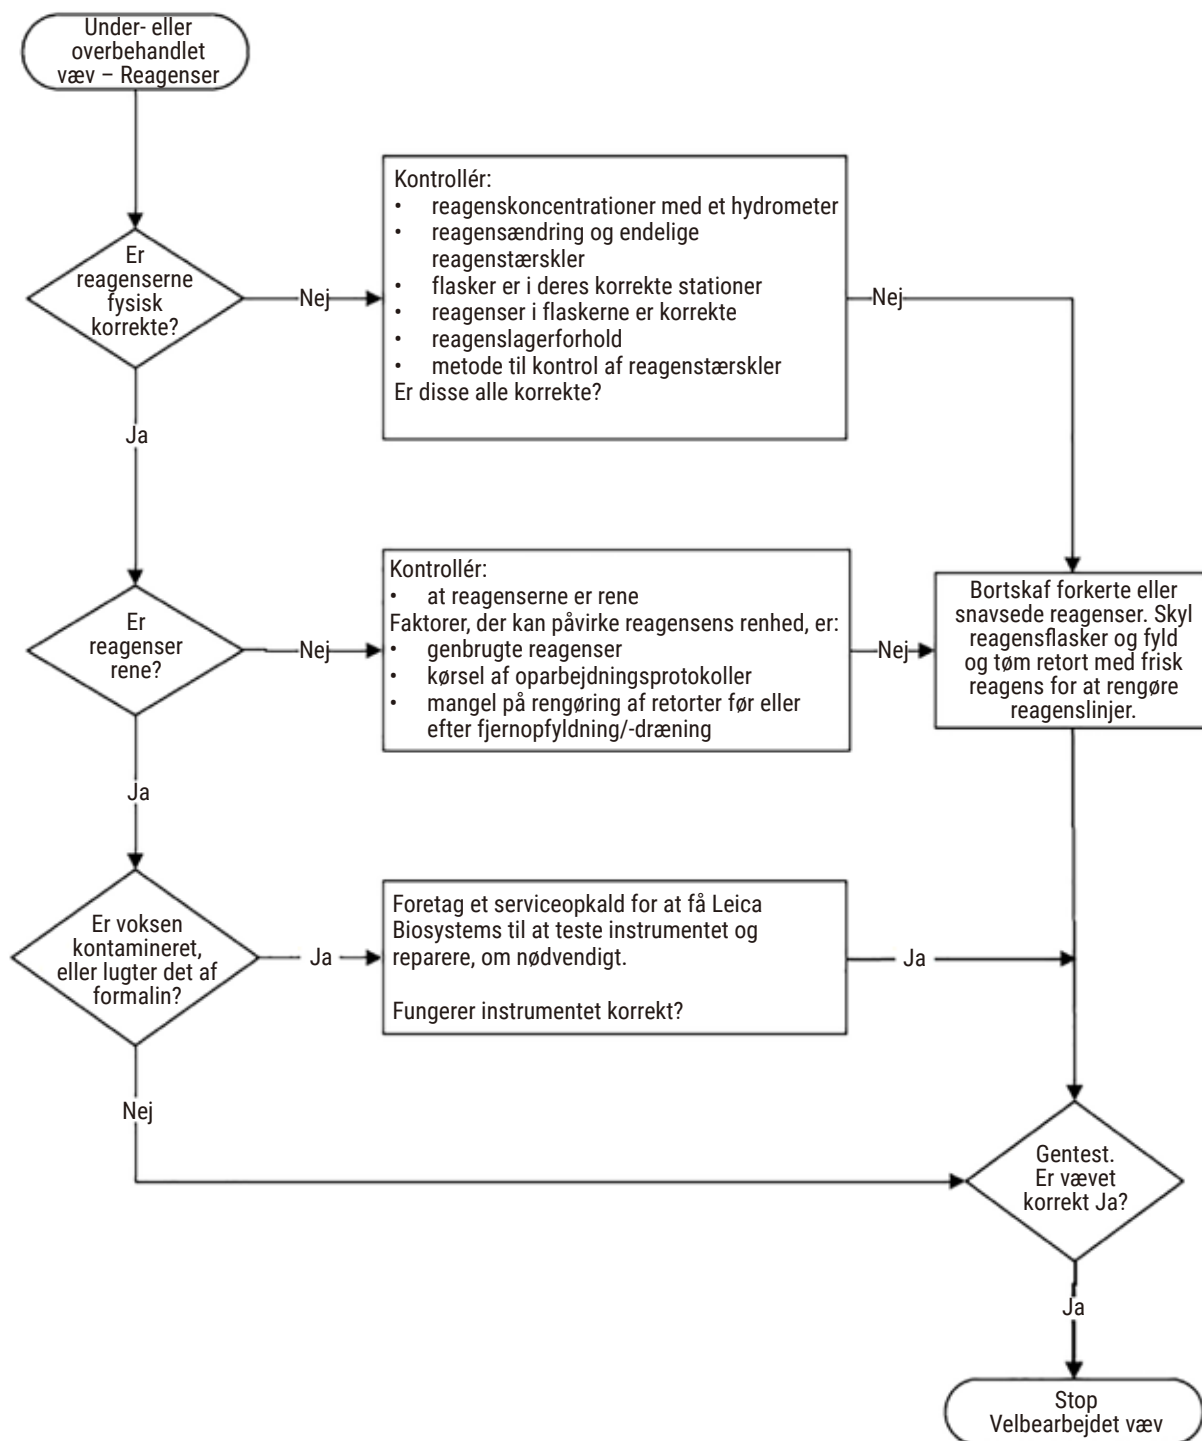 Under- eller
overbehandlet
væv – Reagenser
Kontrollér:
• reagenskoncentrationer med et hydrometer
• reagensændring og endelige
reagenstærskler
• flasker er i deres korrekte stationer
• reagenser i flaskerne er korrekte
• reagenslagerforhold
• metode til kontrol af reagenstærskler
Er disse alle korrekte?
Er
reagenserne
fysisk
korrekte?
Nej
Nej
Ja
Kontrollér:
• at reagenserne er rene
Faktorer, der kan påvirke reagensens renhed, er:
• genbrugte reagenser
• kørsel af oparbejdningsprotokoller
• mangel på rengøring af retorter før eller
efter fjernopfyldning/-dræning
Er
reagenser
rene?
Nej
Nej
Bortskaf forkerte eller
snavsede reagenser. Skyl
reagensflasker og fyld
og tøm retort med frisk
reagens for at rengøre
reagenslinjer.
Ja
Er voksen
kontamineret,
eller lugter det af
formalin?
Ja
Foretag et serviceopkald for at få Leica
Biosystems til at teste instrumentet og
reparere, om nødvendigt.
Fungerer instrumentet korrekt?
Ja
Nej
Gentest.
Er vævet
korrekt Ja?
Ja
Stop
Velbearbejdet væv